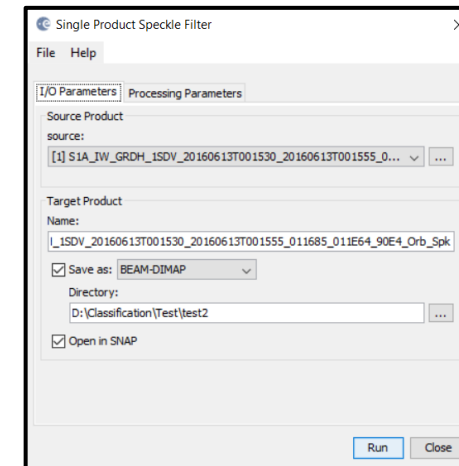 Single Product Speckle Filter
File Help
I/O Parameters Processing Parameters
Source Product
source:
[1] S1A_IW_GRDH_1SDV_20160613T001530_20160613T001555_0... ...
Target Product
Name:
I_1SDV_20160613T001530_20160613T001555_011685_011E64_90E4_Orb_Spk
Save as: BEAM-DIMAP
Directory:
D:\Classification\Test\test2 ...
Open in SNAP
Run Close